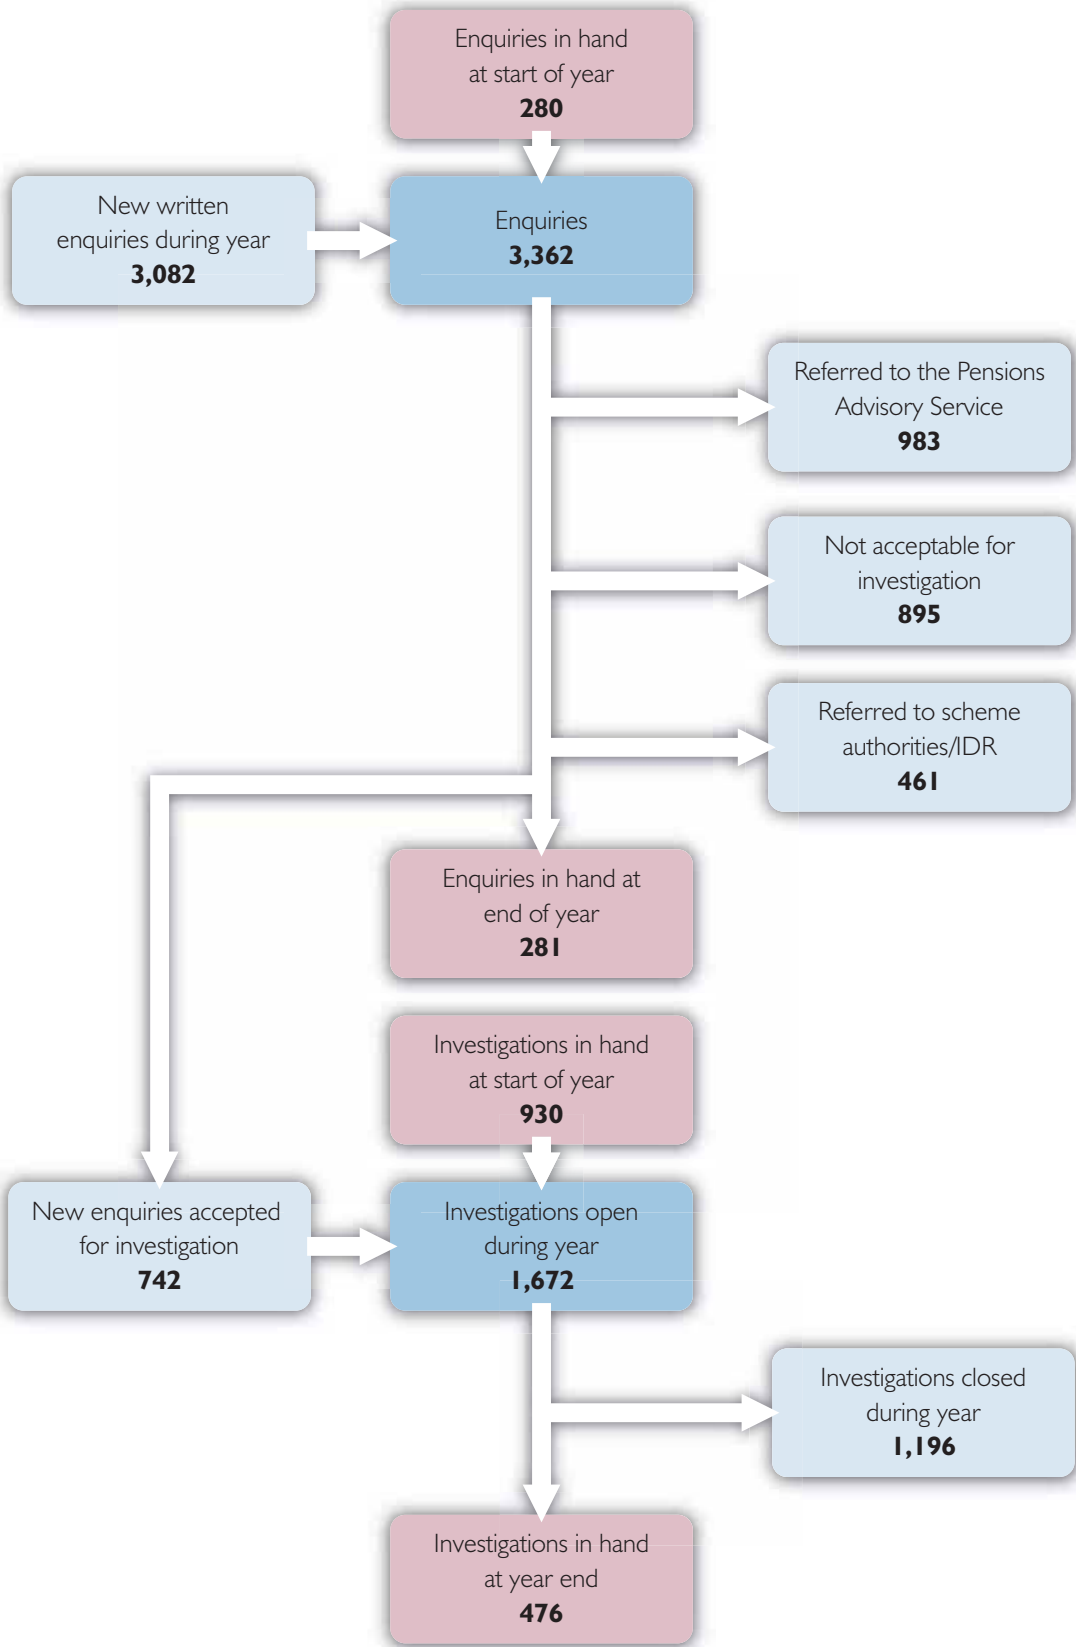 Enquiries in hand
at start of year
280
New written
enquiries during year
3,082
Enquiries
3,362
Referred to the Pensions
Advisory Service
983
Not acceptable for
investigation
895
Referred to scheme
authorities/IDR
461
Enquiries in hand at
end of year
281
Investigations in hand
at start of year
930
New enquiries accepted
for investigation
742
Investigations open
during year
1,672
Investigations closed
during year
1,196
Investigations in hand
at year end
476